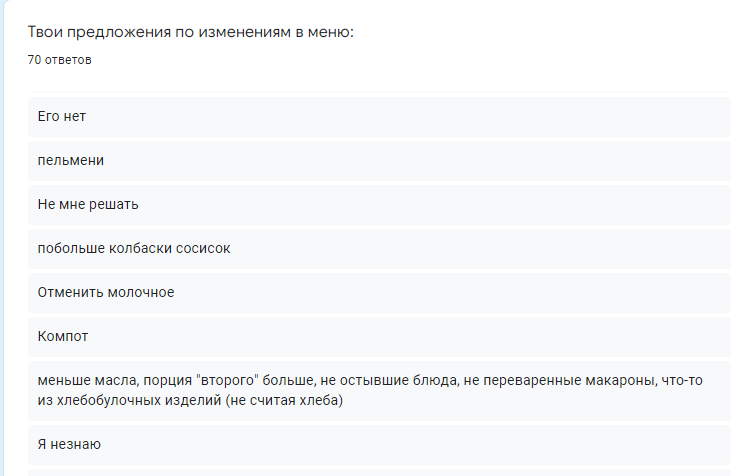 Твои предложения по изменениям в меню:
70 ответов
Его нет
пельмени
Не мне решать
побольше колбаски сосисок
Отменить молочное
Компот
меньше масла, порция "второго" больше, не остывшие блюда, не переваренные макароны, что-то
из хлебобулочных изделий (не считая хлеба)
Я незнаю